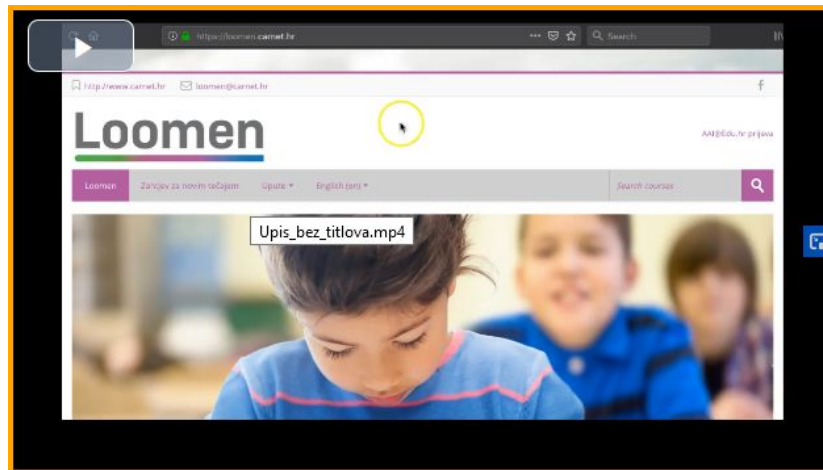 https://loomen.carnet.hr
Search
http://www.carnet.hr
loomen@carnet.hr
f
Loomen
AAI@Edu.hr prijava
Loomen
Zahtjev za novim tečajem
Upute
English (en)
Search courses
Upis_bez_titlova.mp4